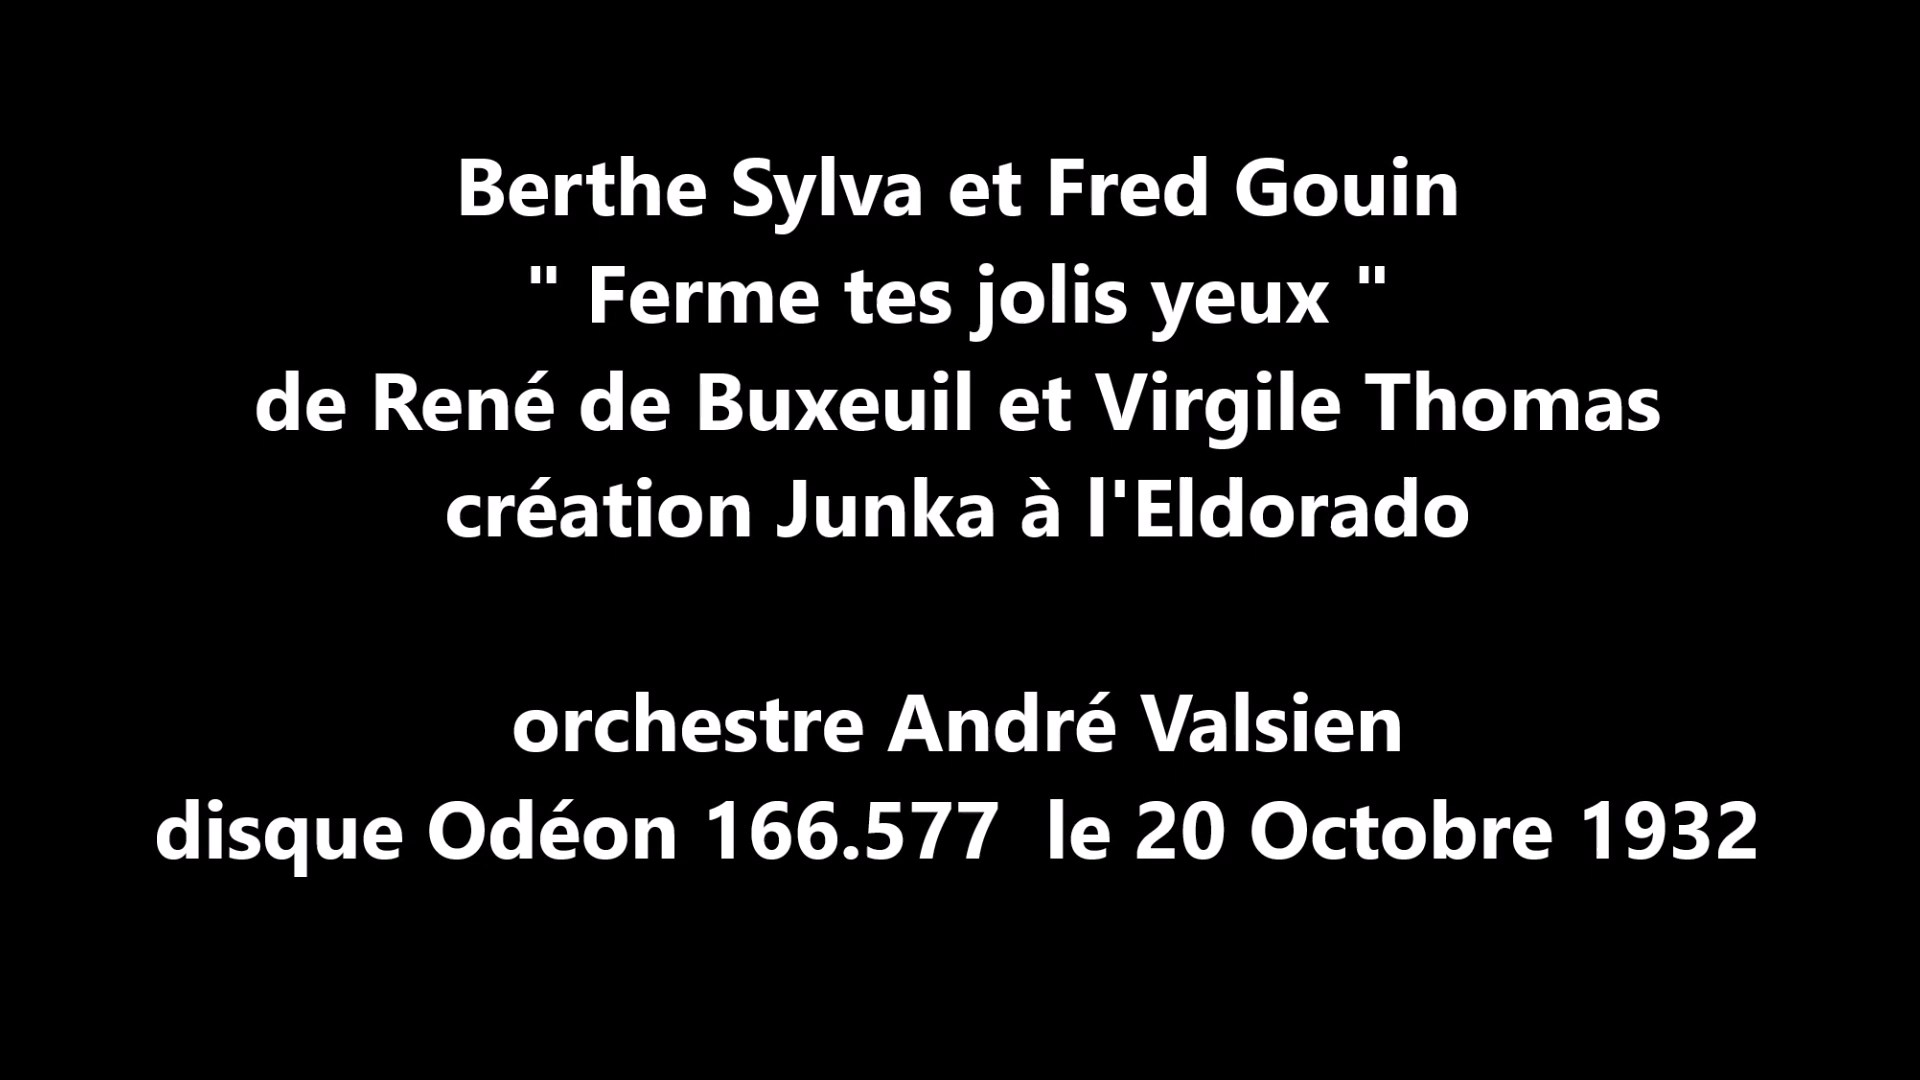 Berthe Sylva et Fred Gouin
" Ferme tes jolis yeux "
de René de Buxeuil et Virgile Thomas
création Junka à l'Eldorado
orchestre André Valsien
disque Odéon 166.577  le 20 Octobre 1932